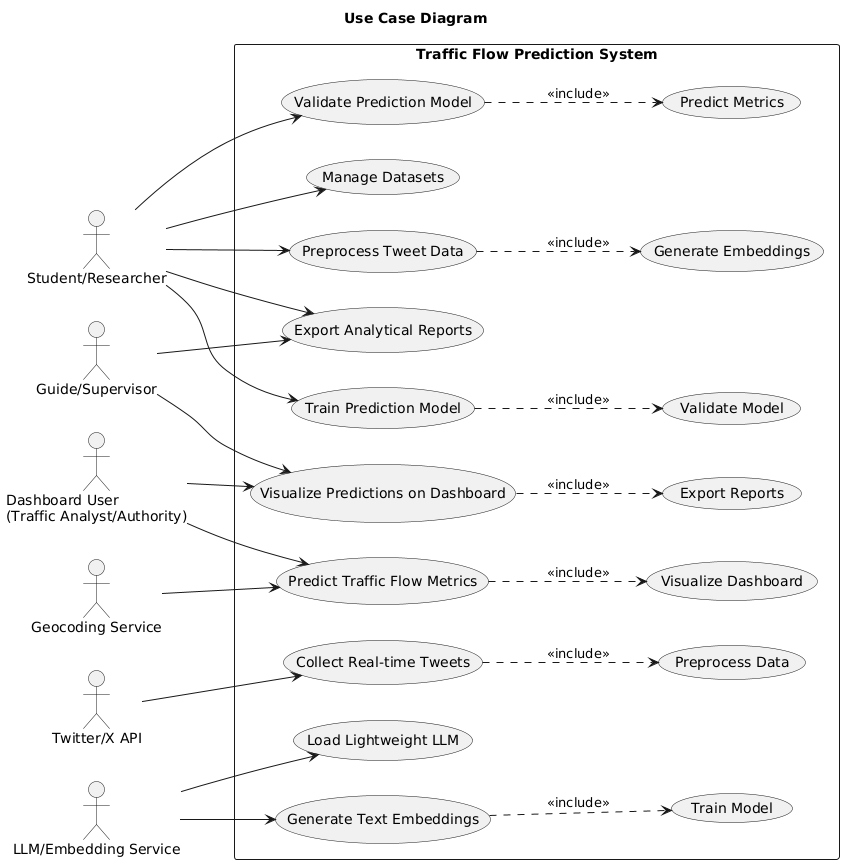 Use Case Diagram
Traffic Flow Prediction System
Validate Prediction Model
«include»
Predict Metrics
Manage Datasets
Student/Researcher
Preprocess Tweet Data
«include»
Generate Embeddings
Export Analytical Reports
Guide/Supervisor
Train Prediction Model
«include»
Validate Model
Dashboard User
(Traffic Analyst/Authority)
Visualize Predictions on Dashboard
«include»
Export Reports
Geocoding Service
Predict Traffic Flow Metrics
«include»
Visualize Dashboard
Collect Real-time Tweets
«include»
Preprocess Data
Twitter/X API
Load Lightweight LLM
LLM/Embedding Service
Generate Text Embeddings
«include»
Train Model